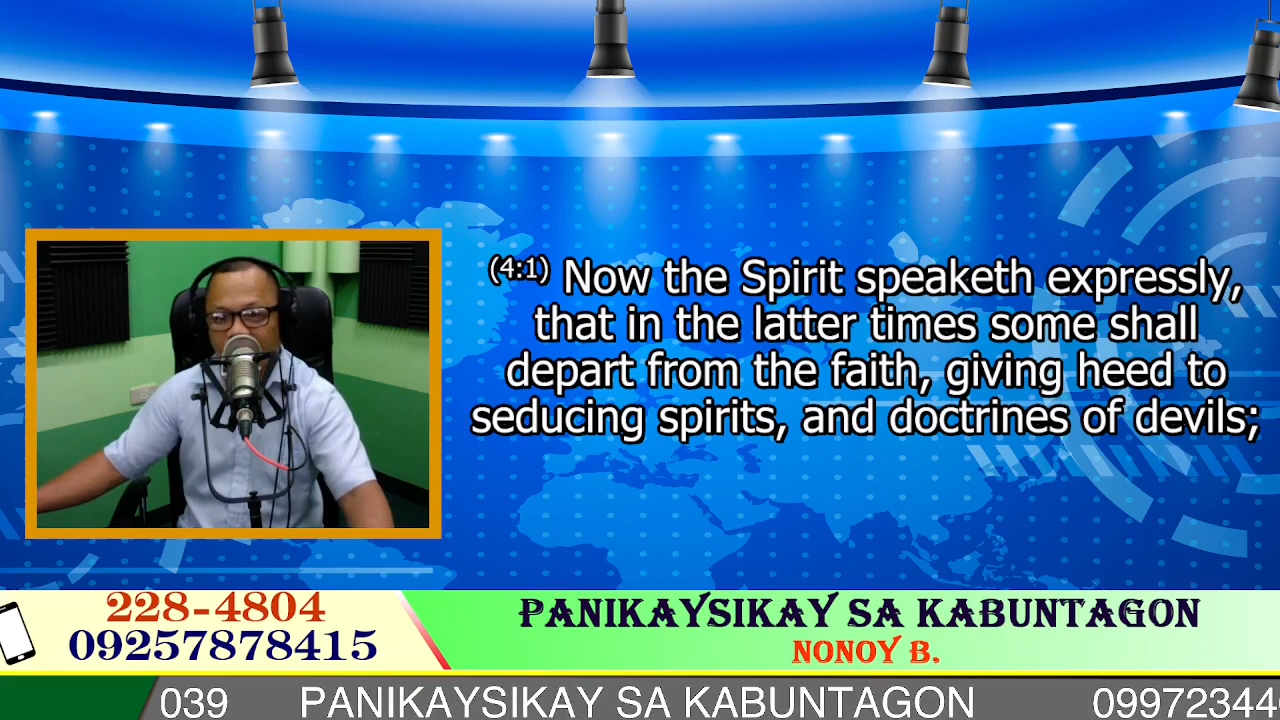 (4:1) Now the Spirit speaketh expressly,
that in the latter times some shall
depart from the faith, giving heed to
seducing spirits, and doctrines of devils;
228-4804
09257878415
PANIKAYSIKAY SA KABUNTAGON
NONOY B.
039 PANIKAYSIKAY SA KABUNTAGON 09972344